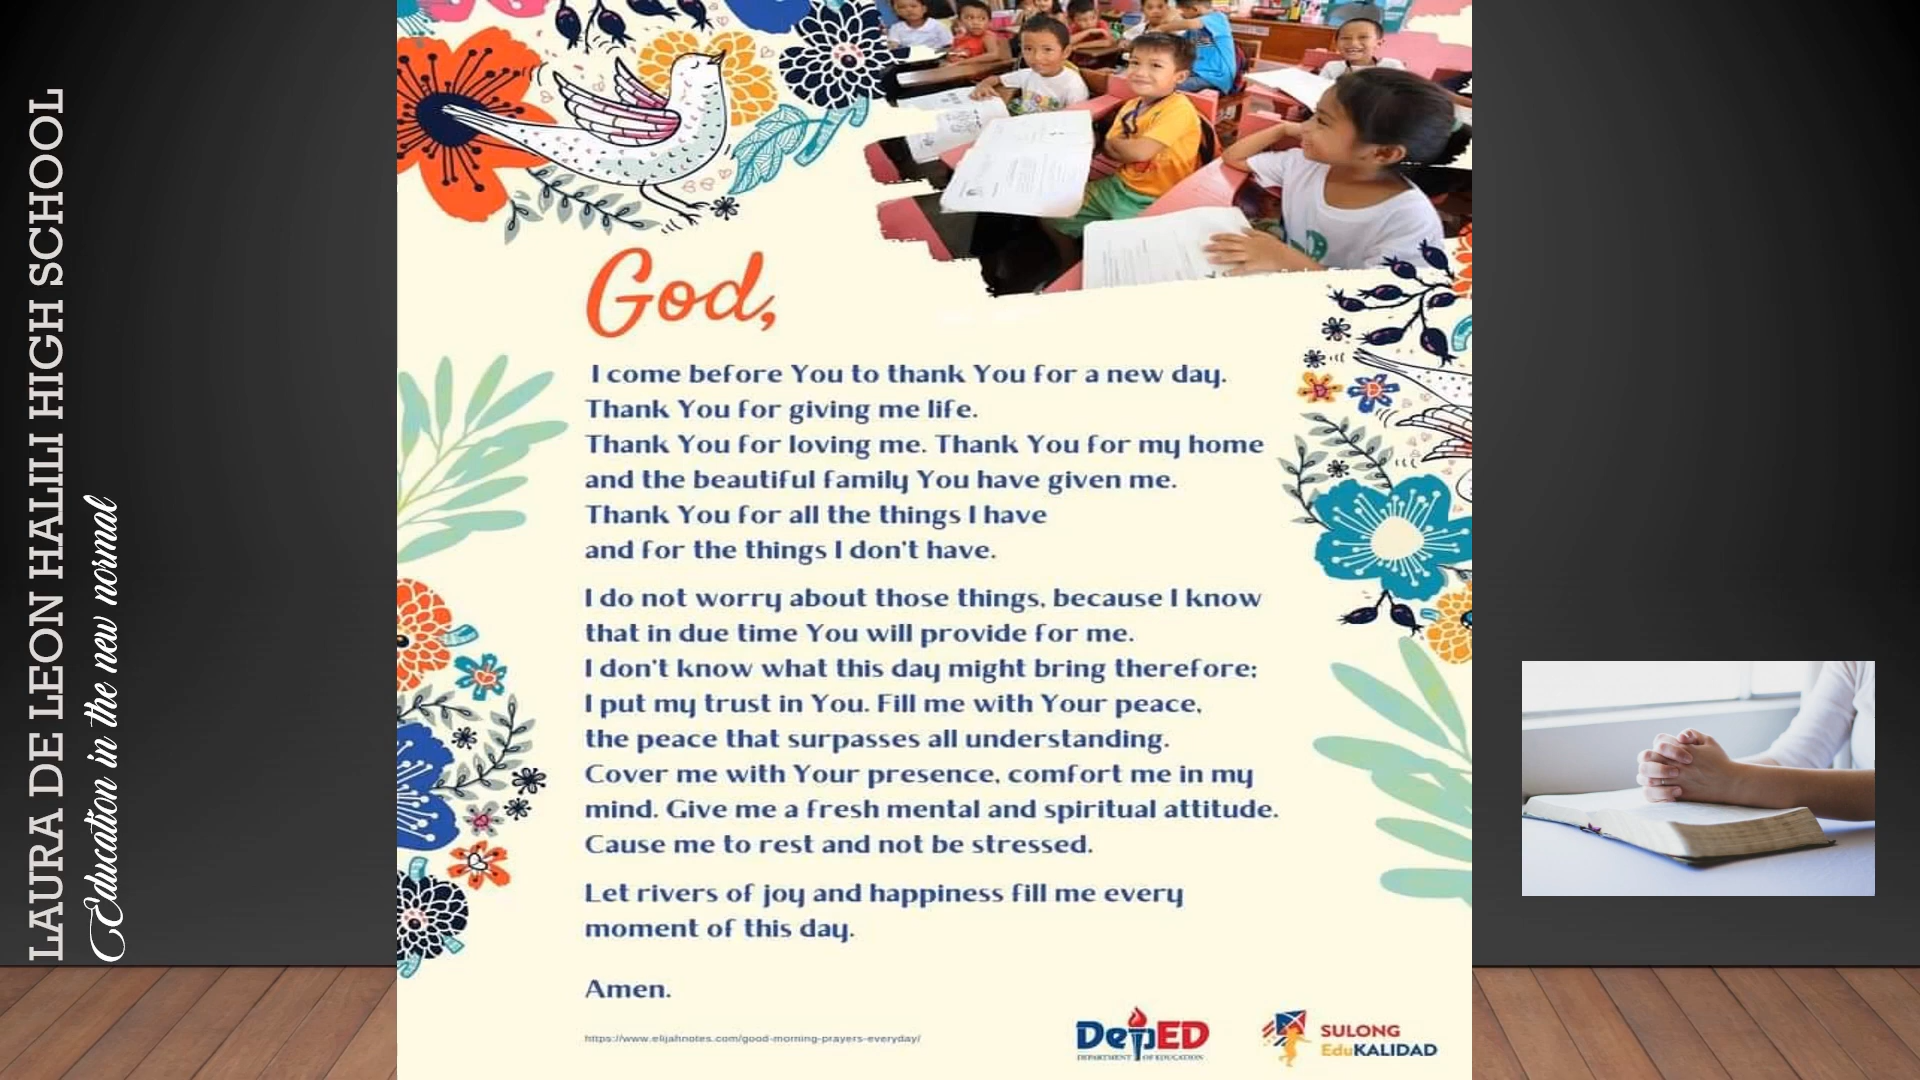 LAURA DE LEON HALILI HIGH SCHOOL
Education in the new normal
God,
I come before You to thank You for a new day.
Thank You for giving me life.
Thank You for loving me. Thank You for my home
and the beautiful family You have given me.
Thank You for all the things I have
and for the things I don't have.
I do not worry about those things, because I know
that in due time You will provide for me.
I don't know what this day might bring therefore;
I put my trust in You. Fill me with Your peace,
the peace that surpasses all understanding.
Cover me with Your presence, comfort me in my
mind. Give me a fresh mental and spiritual attitude.
Cause me to rest and not be stressed.
Let rivers of joy and happiness fill me every
moment of this day.
Amen.
https://www.elijahnotes.com/good-morning-prayers-everyday/
DepED
DEPARTMENT OF EDUCATION
SULONG
EduKALIDAD